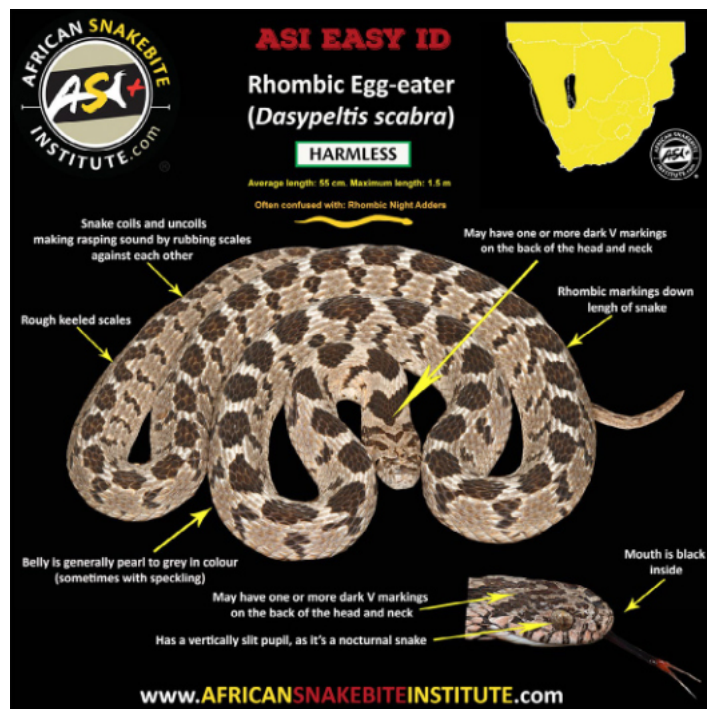 AFRICAN SNAKEBITE
ASI+
INSTITUTE.com
ASI EASY ID
Rhombic Egg-eater
(Dasypeltis scabra)
HARMLESS
Average length: 55 cm. Maximum length: 1.5 m
Often confused with: Rhombic Night Adders
Snake coils and uncoils
making rasping sound by rubbing scales
against each other
May have one or more dark V markings
on the back of the head and neck
Rhombic markings down
lengh of snake
Rough keeled scales
Belly is generally pearl to grey in colour
(sometimes with speckling)
Mouth is black
inside
May have one or more dark V markings
on the back of the head and neck
Has a vertically slit pupil, as it's a nocturnal snake
www.AFRICANSNAKEBITEINSTITUTE.com